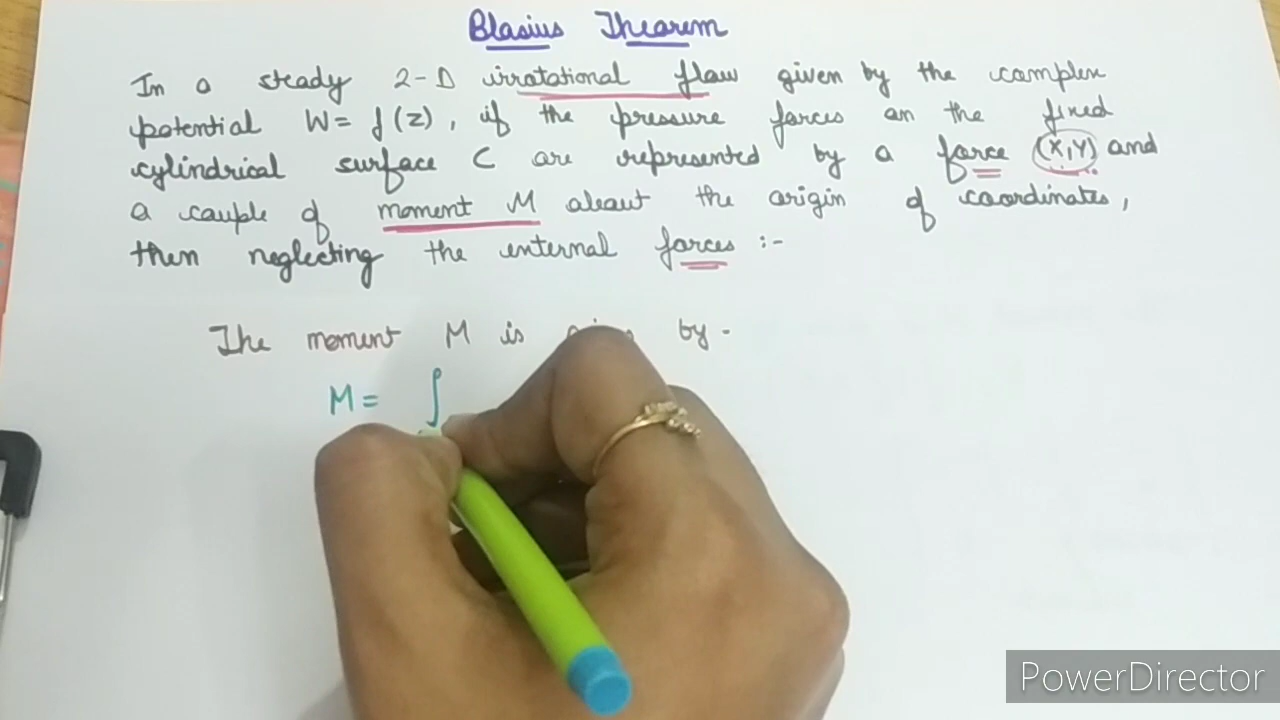 Blasius Theorem
In a steady 2-D irrotational flow given by the complex
potential W = f(z), if the pressure forces on the fixed
cylindrical surface C are represented by a force (X,Y) and
a couple of moment M about the origin of coordinates,
then neglecting the external forces :-
The moment M is by -
M = ∫
PowerDirector